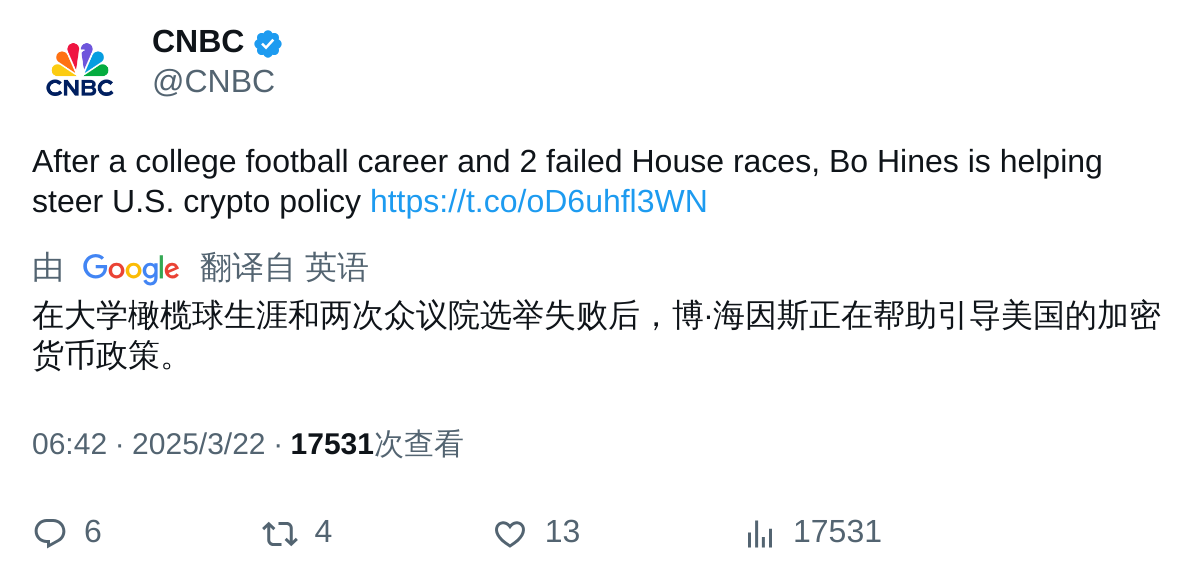 CNBC
CNBC
@CNBC
After a college football career and 2 failed House races, Bo Hines is helping
steer U.S. crypto policy https://t.co/oD6uhfl3WN
由 Google 翻译自 英语
在大学橄榄球生涯和两次众议院选举失败后，博·海因斯正在帮助引导美国的加密
货币政策。
06:42 · 2025/3/22 · 17531次查看
6 4 13 17531